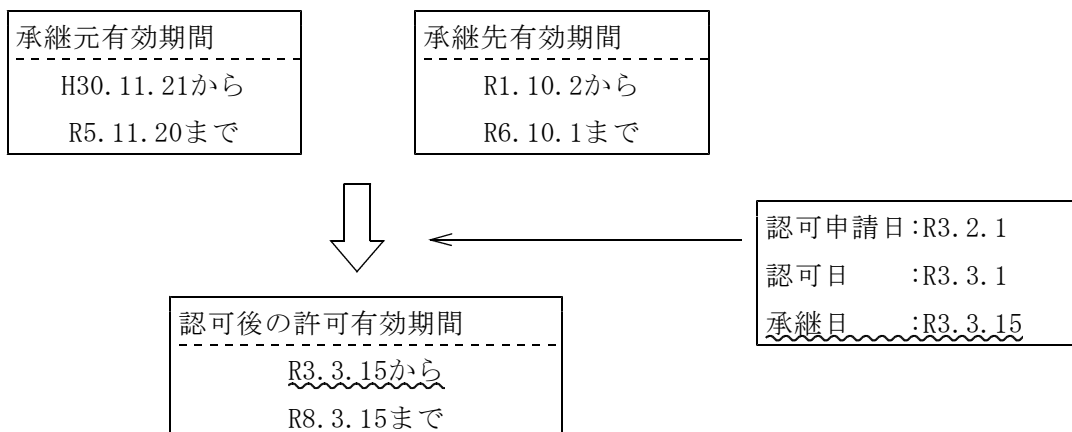 承継元有効期間
H30.11.21から
R5.11.20まで
承継先有効期間
R1.10.2から
R6.10.1まで
認可申請日:R3.2.1
認可日　　:R3.3.1
承継日　　:R3.3.15
認可後の許可有効期間
R3.3.15から
R8.3.15まで